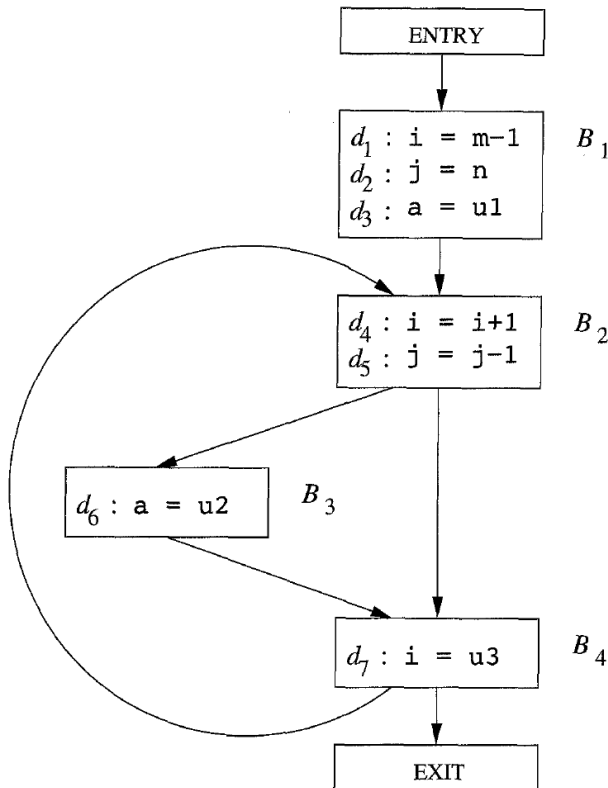 ENTRY
d1 : i = m-1
d2 : j = n
d3 : a = u1
B1
d4 : i = i+1
d5 : j = j-1
B2
d6 : a = u2
B3
d7 : i = u3
B4
EXIT